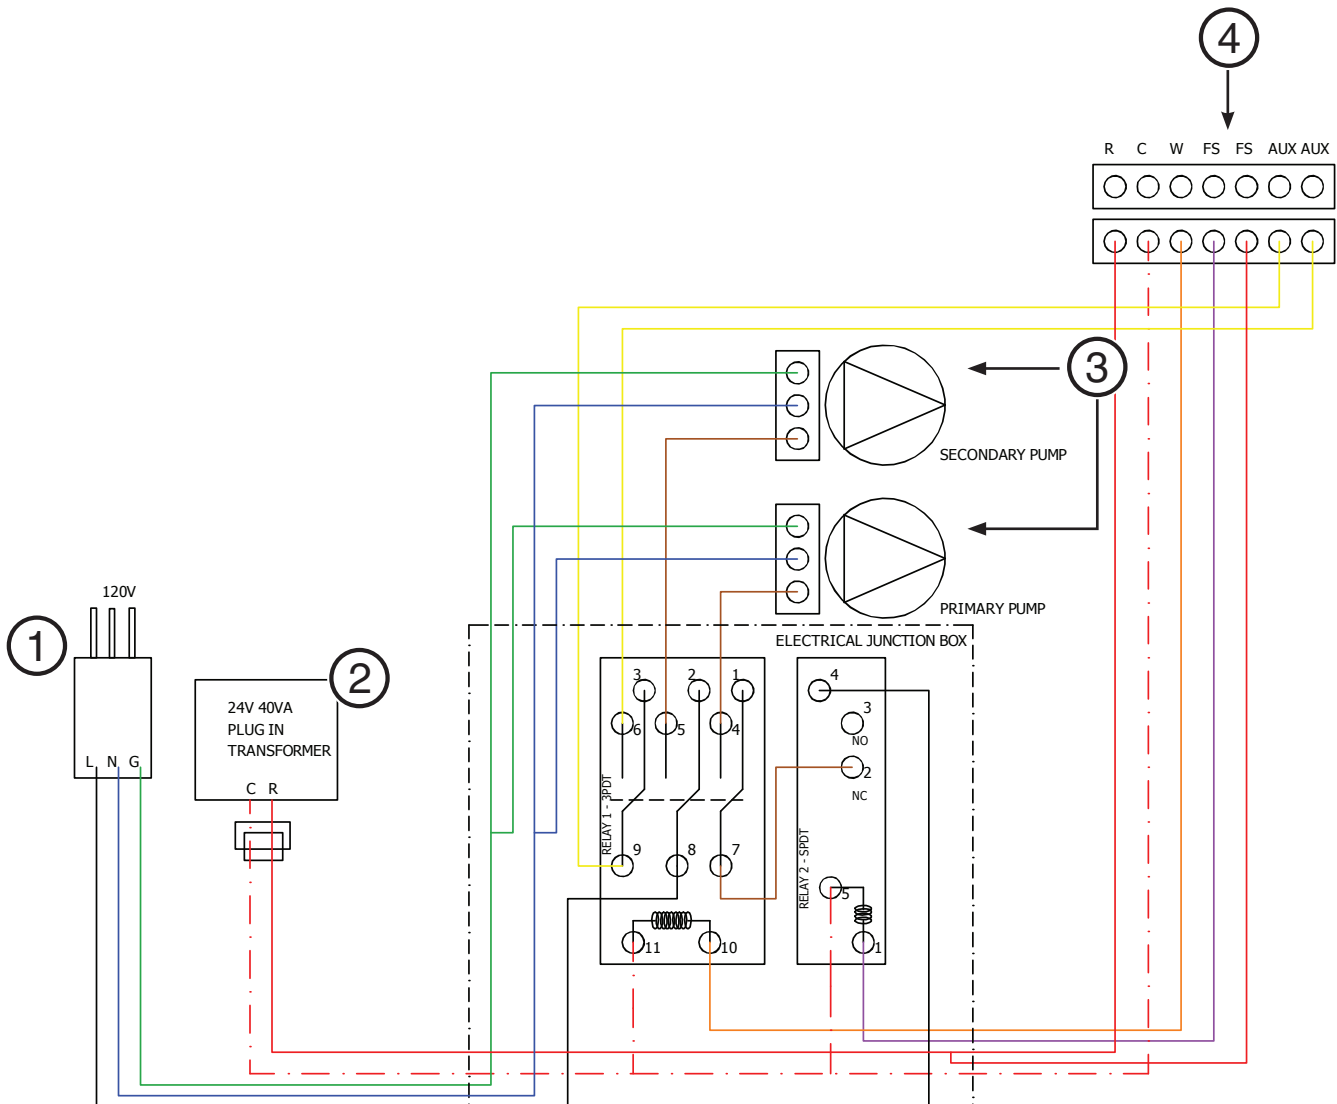 4
R C W FS FS AUX AUX
3
SECONDARY PUMP
120V
PRIMARY PUMP
1
ELECTRICAL JUNCTION BOX
2
24V 40VA
PLUG IN
TRANSFORMER
L N G
C R
3 2 1
6 5 4
RELAY 1 - 3PDT
9 8 7
11 10
4
3
NO
2
NC
RELAY 2 - SPDT
5
1